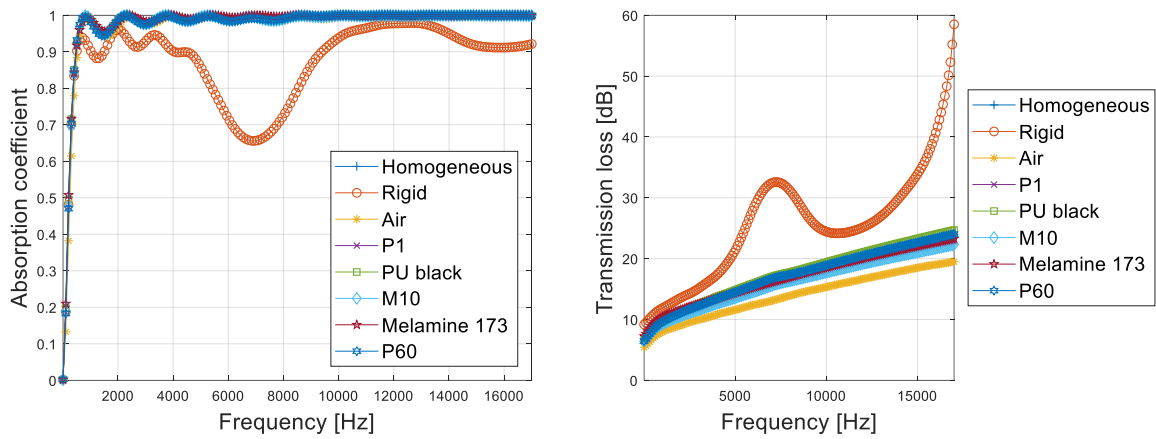 Absorption coefficient
1
0.9
0.8
0.7
0.6
0.5
0.4
0.3
0.2
0.1
0
2000 4000 6000 8000 10000 12000 14000 16000
Frequency [Hz]
Homogeneous
Rigid
Air
P1
PU black
M10
Melamine 173
P60
Transmission loss [dB]
60
50
40
30
20
10
0
5000 10000 15000
Frequency [Hz]
Homogeneous
Rigid
Air
P1
PU black
M10
Melamine 173
P60